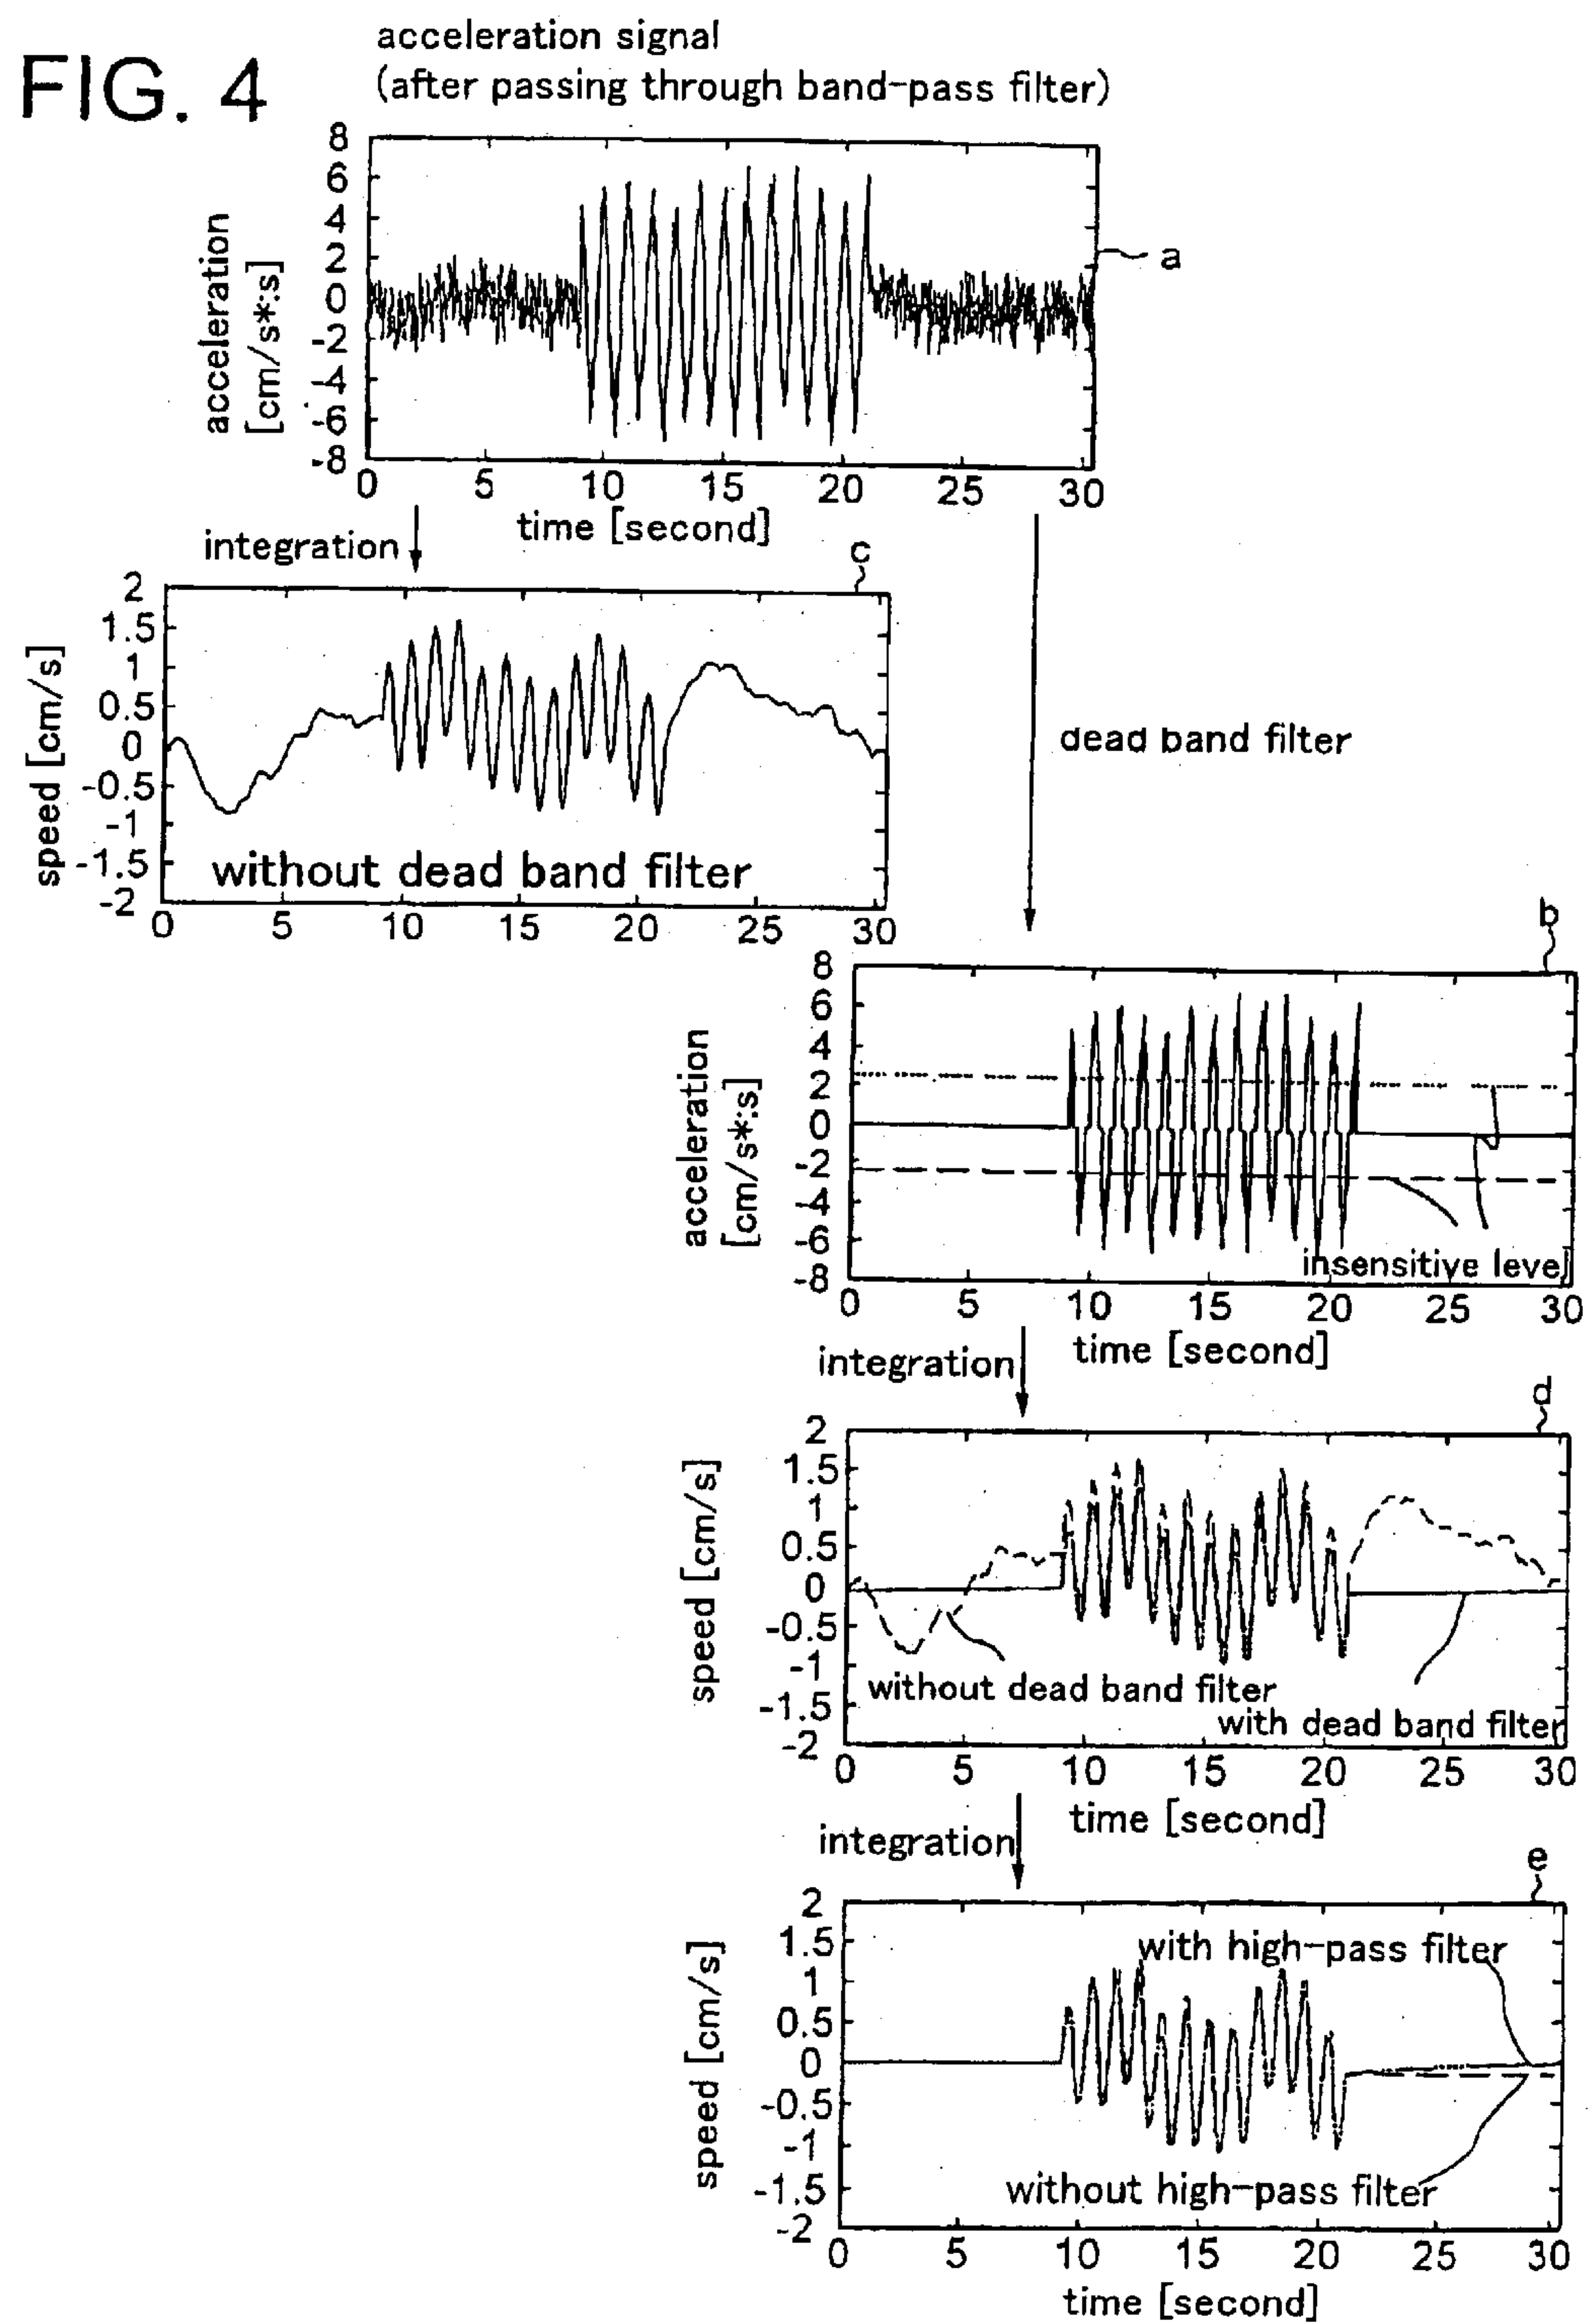 FIG. 4
acceleration signal
(after passing through band-pass filter)
acceleration
[cm/s*:s]
8
6
4
2
0
-2
-4
-6
-8
a
0 5 10 15 20 25 30
time [second]
integration
c
speed [cm/s]
2
1.5
1
0.5
0
-0.5
-1
-1.5
-2
without dead band filter
0 5 10 15 20 25 30
dead band filter
b
acceleration
[cm/s*:s]
8
6
4
2
0
-2
-4
-6
-8
insensitive level
0 5 10 15 20 25 30
time [second]
integration
d
speed [cm/s]
2
1.5
1
0.5
0
-0.5
-1
-1.5
-2
without dead band filter
with dead band filter
0 5 10 15 20 25 30
time [second]
integration
e
speed [cm/s]
2
1.5
1
0.5
0
-0.5
-1
-1.5
-2
with high-pass filter
without high-pass filter
0 5 10 15 20 25 30
time [second]